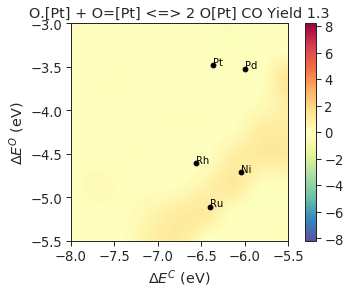 O.[Pt] + O=[Pt] <=> 2 O[Pt] CO Yield 1.3
−3.0
−3.5
−4.0
−4.5
−5.0
−5.5
ΔE^O (eV)
Pt
Pd
Rh
Ni
Ru
−8.0 −7.5 −7.0 −6.5 −6.0 −5.5
ΔE^C (eV)
8
6
4
2
0
−2
−4
−6
−8